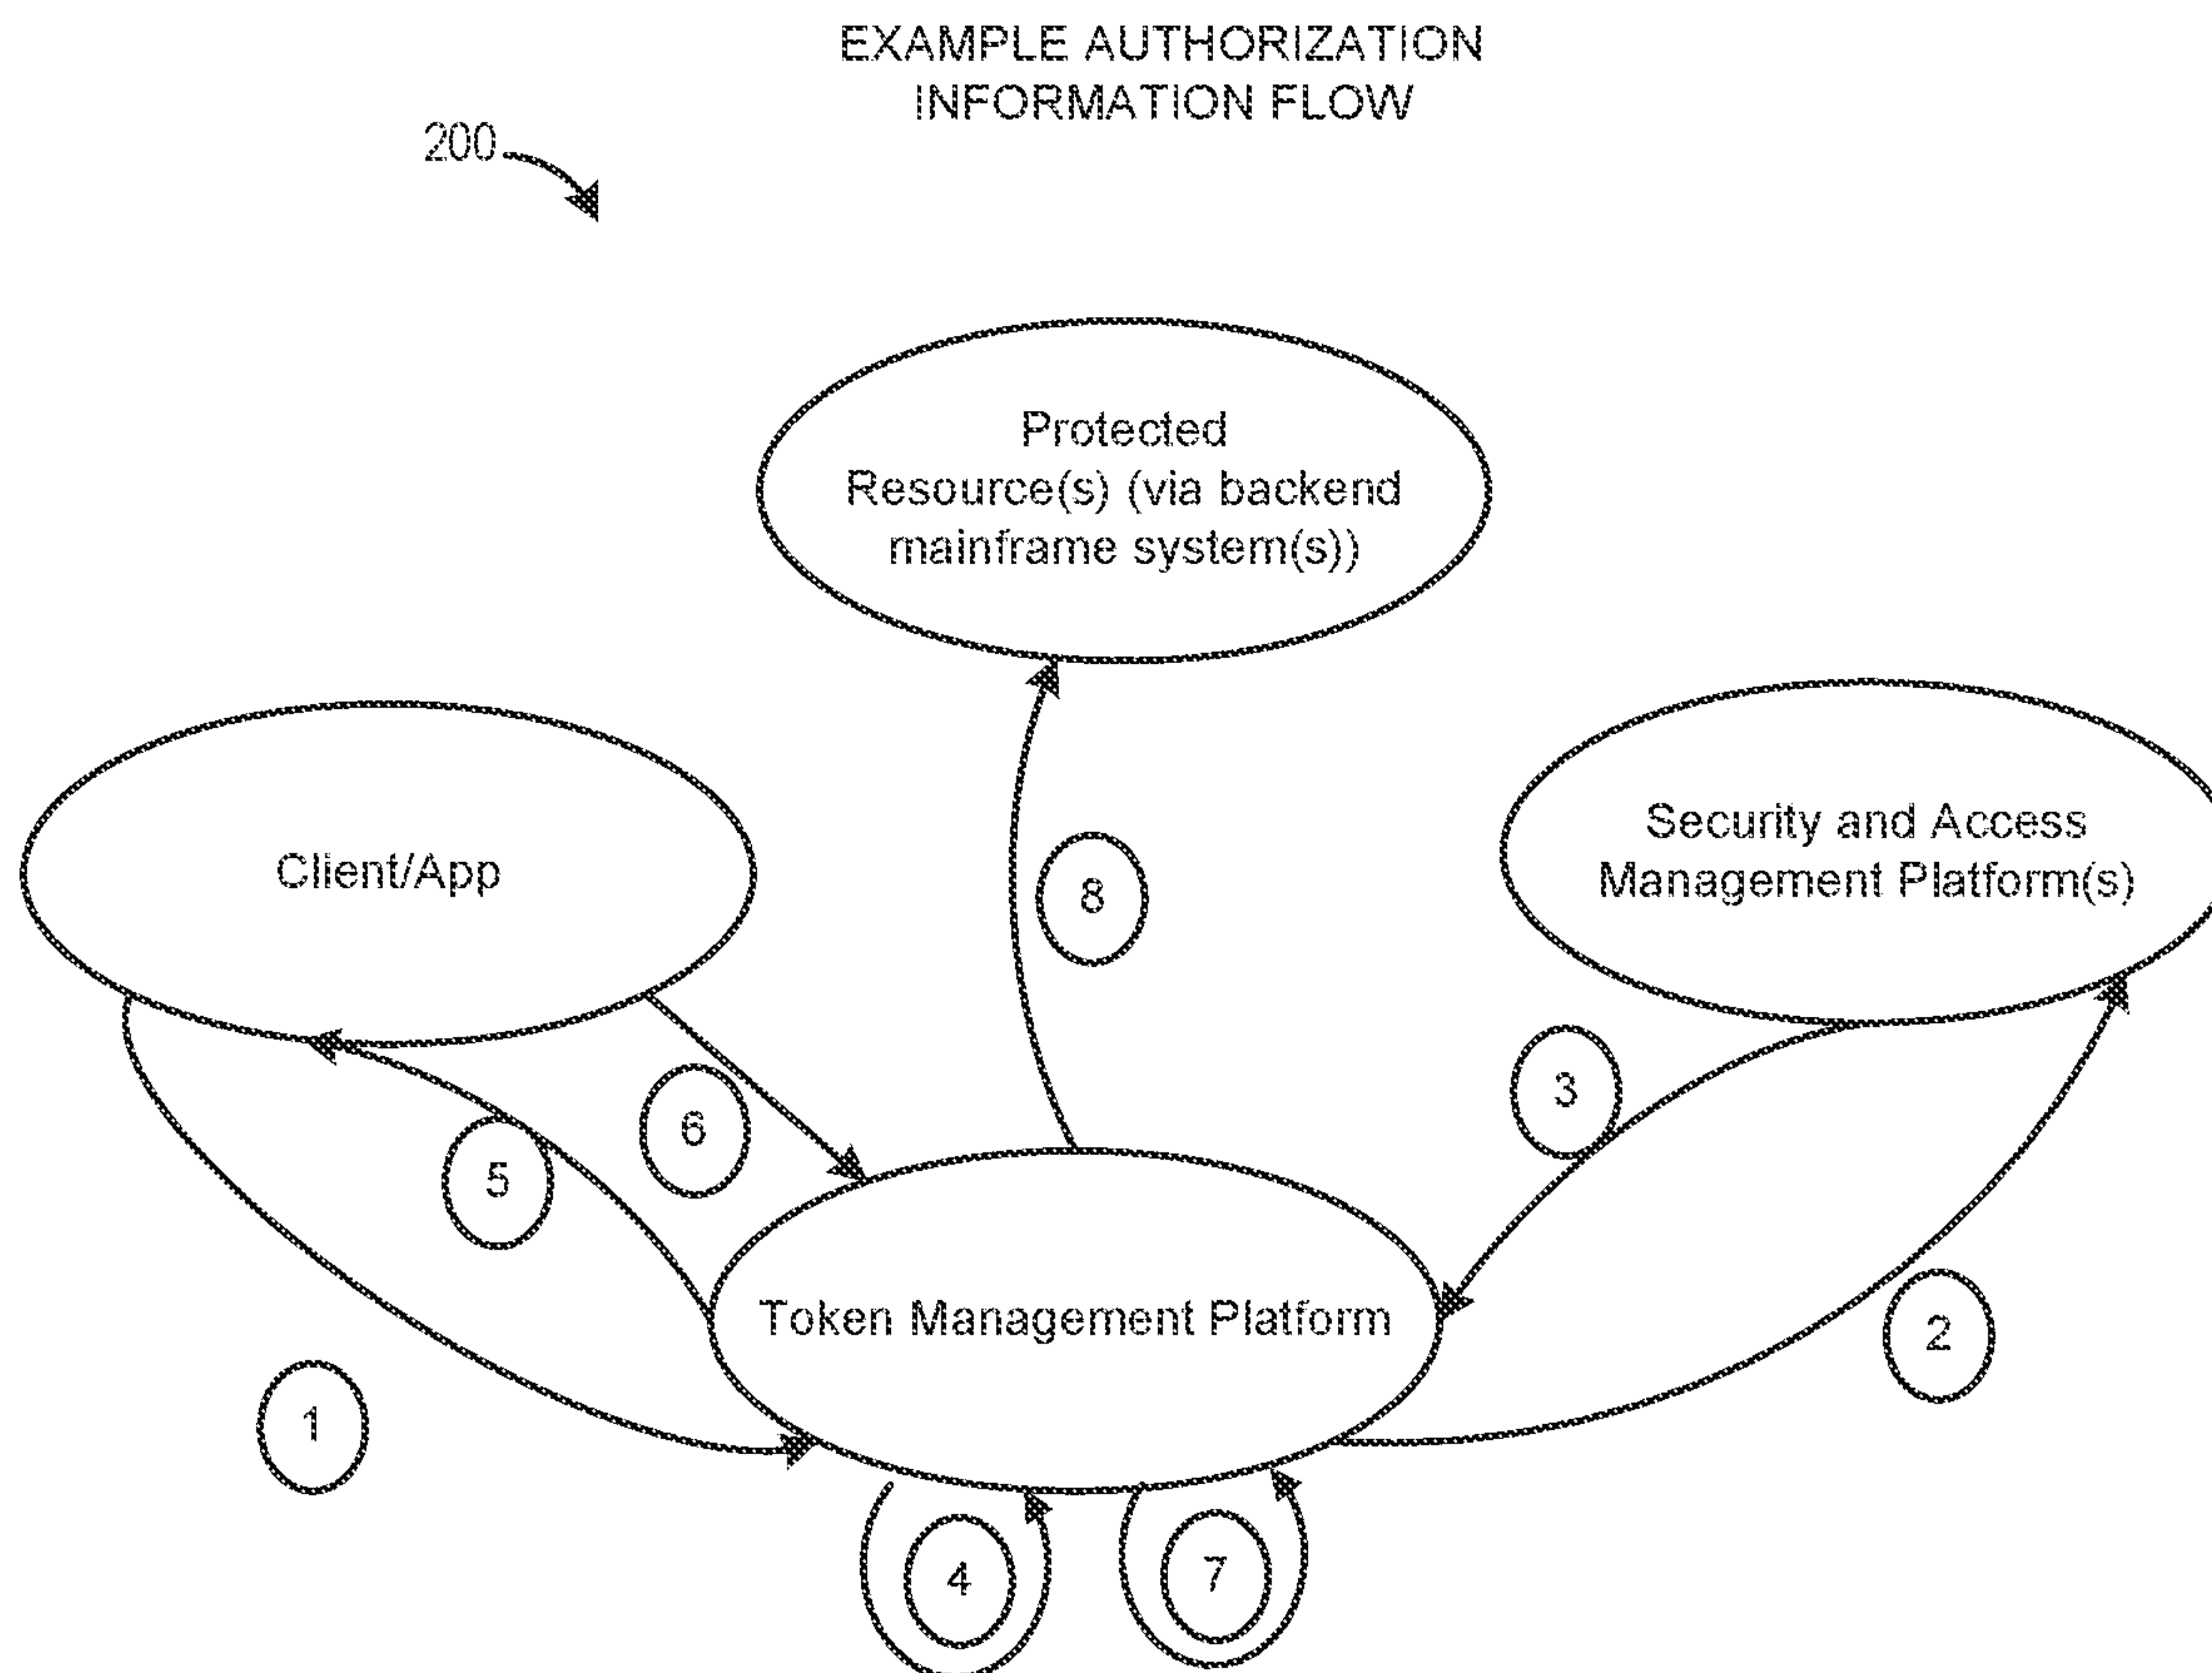 EXAMPLE AUTHORIZATION
INFORMATION FLOW
200
Protected
Resource(s) (via backend
mainframe system(s))
Client/App
Security and Access
Management Platform(s)
8
3
6
5
Token Management Platform
2
1
4
7